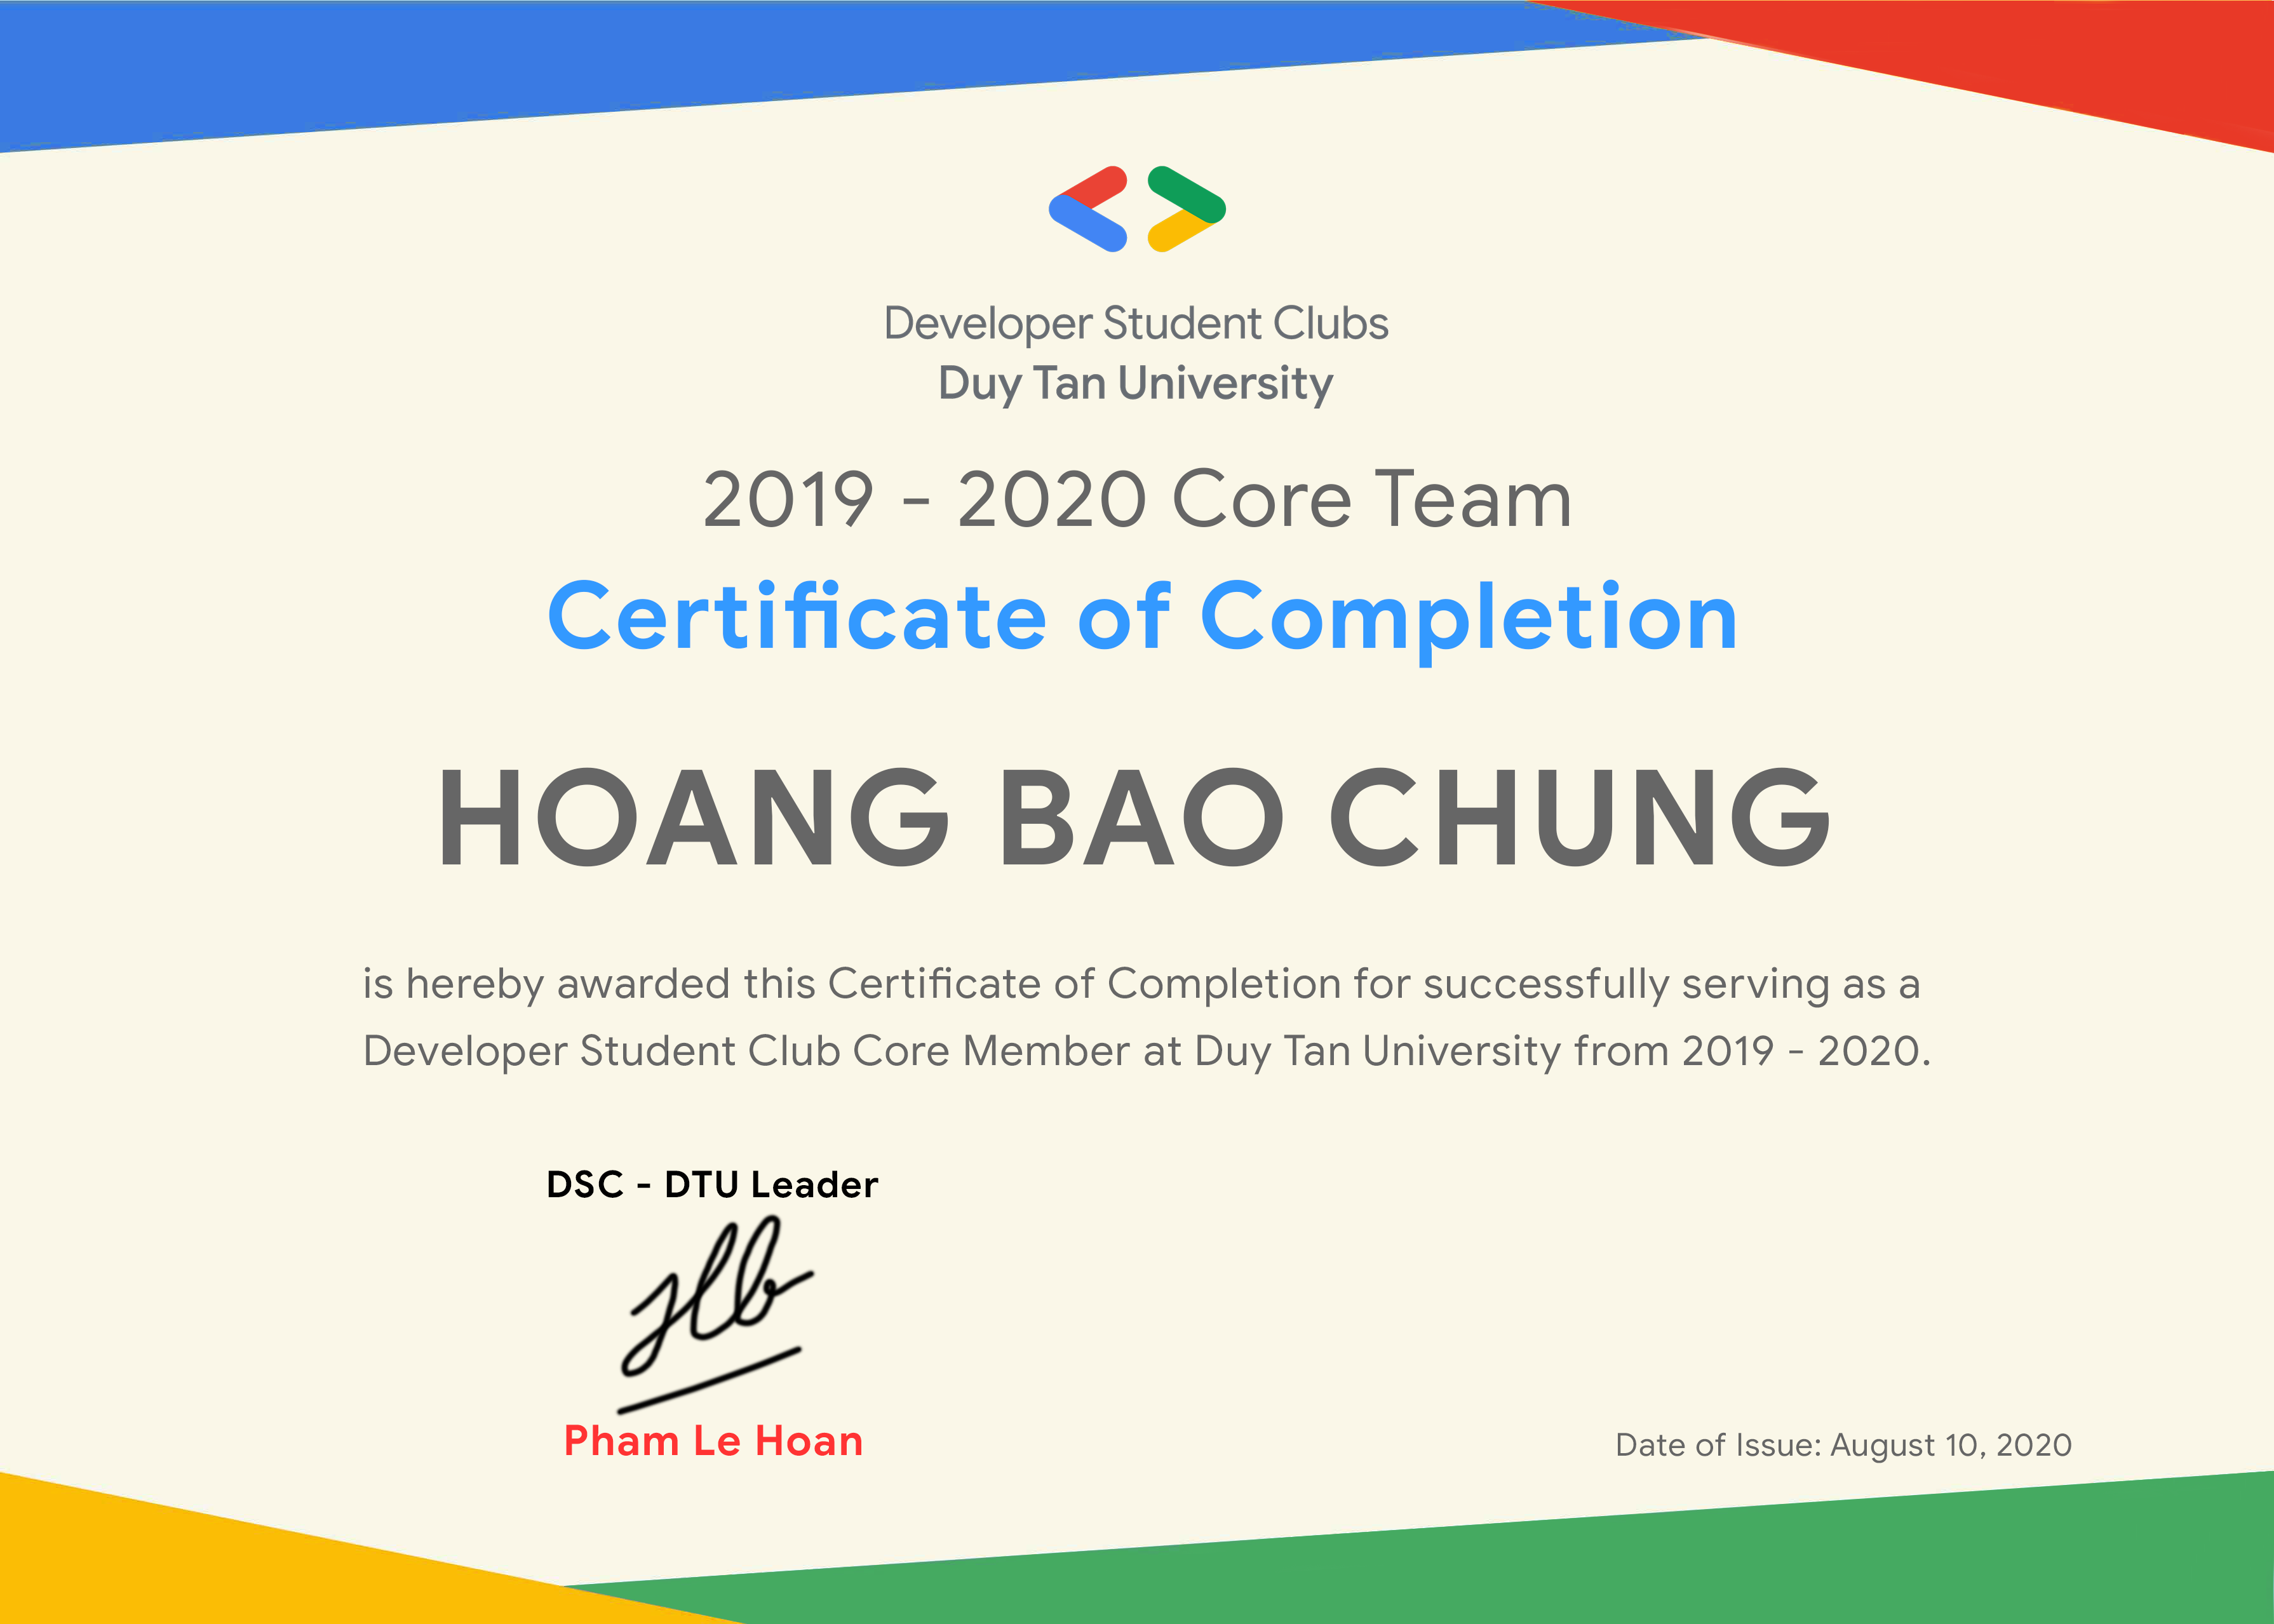 Developer Student Clubs
Duy Tan University
2019 - 2020 Core Team
Certificate of Completion
HOANG BAO CHUNG
is hereby awarded this Certificate of Completion for successfully serving as a
Developer Student Club Core Member at Duy Tan University from 2019 - 2020.
DSC - DTU Leader
Pham Le Hoan
Date of Issue: August 10, 2020